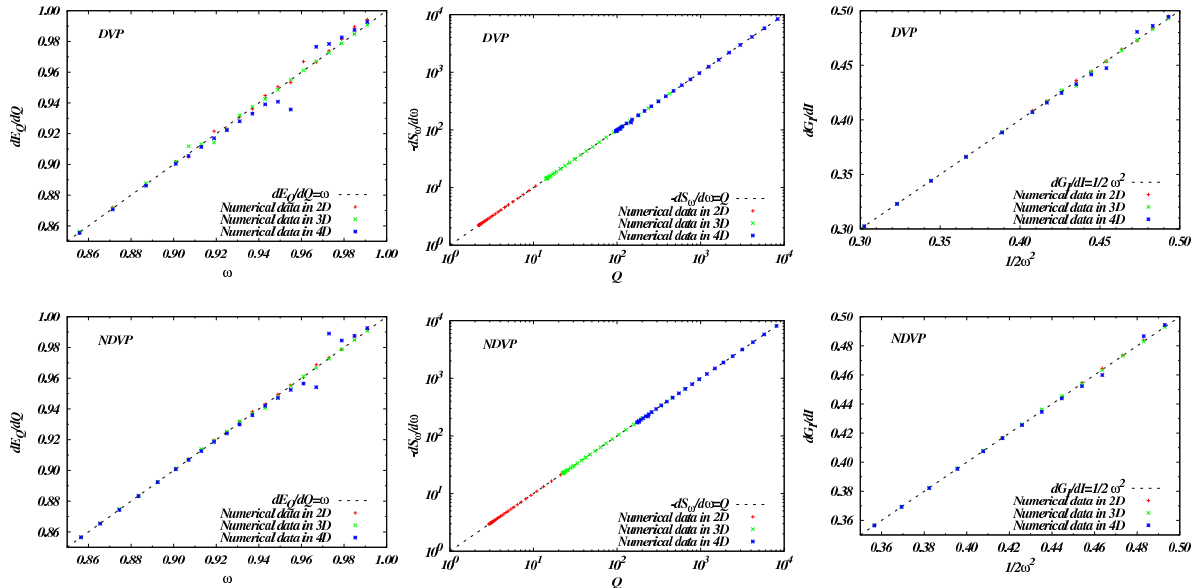 DVP
dE_Q/dQ
1.00
0.98
0.96
0.94
0.92
0.90
0.88
0.86
dE_Q/dQ=ω
Numerical data in 2D
Numerical data in 3D
Numerical data in 4D
0.86 0.88 0.90 0.92 0.94 0.96 0.98 1.00
ω
DVP
-dS_ω/dω
10^4
10^3
10^2
10^1
10^0
-dS_ω/dω=Q
Numerical data in 2D
Numerical data in 3D
Numerical data in 4D
10^0 10^1 10^2 10^3 10^4
Q
DVP
dG_I/dI
0.50
0.45
0.40
0.35
0.30
dG_I/dI=1/2 ω^2
Numerical data in 2D
Numerical data in 3D
Numerical data in 4D
0.30 0.35 0.40 0.45 0.50
1/2ω^2
NDVP
dE_Q/dQ
1.00
0.98
0.96
0.94
0.92
0.90
0.88
0.86
dE_Q/dQ=ω
Numerical data in 2D
Numerical data in 3D
Numerical data in 4D
0.86 0.88 0.90 0.92 0.94 0.96 0.98 1.00
ω
NDVP
-dS_ω/dω
10^4
10^3
10^2
10^1
10^0
-dS_ω/dω=Q
Numerical data in 2D
Numerical data in 3D
Numerical data in 4D
10^0 10^1 10^2 10^3 10^4
Q
NDVP
dG_I/dI
0.50
0.48
0.46
0.44
0.42
0.40
0.38
0.36
dG_I/dI=1/2 ω^2
Numerical data in 2D
Numerical data in 3D
Numerical data in 4D
0.36 0.38 0.40 0.42 0.44 0.46 0.48 0.50
1/2ω^2